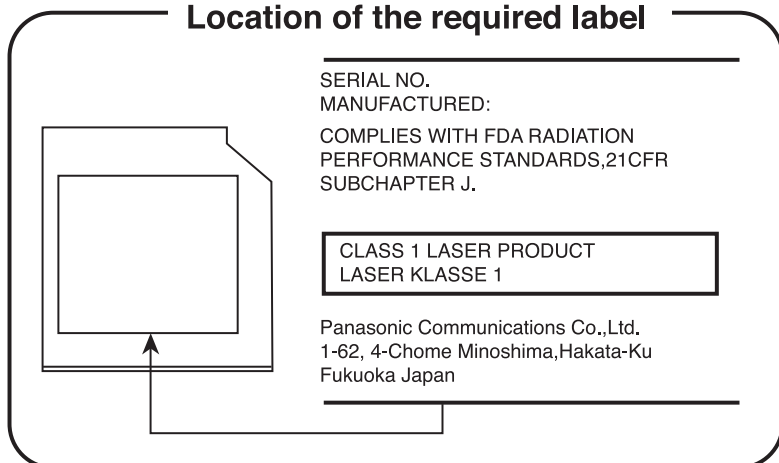 Location of the required label
SERIAL NO.
MANUFACTURED:
COMPLIES WITH FDA RADIATION
PERFORMANCE STANDARDS,21CFR
SUBCHAPTER J.
CLASS 1 LASER PRODUCT
LASER KLASSE 1
Panasonic Communications Co.,Ltd.
1-62, 4-Chome Minoshima,Hakata-Ku
Fukuoka Japan